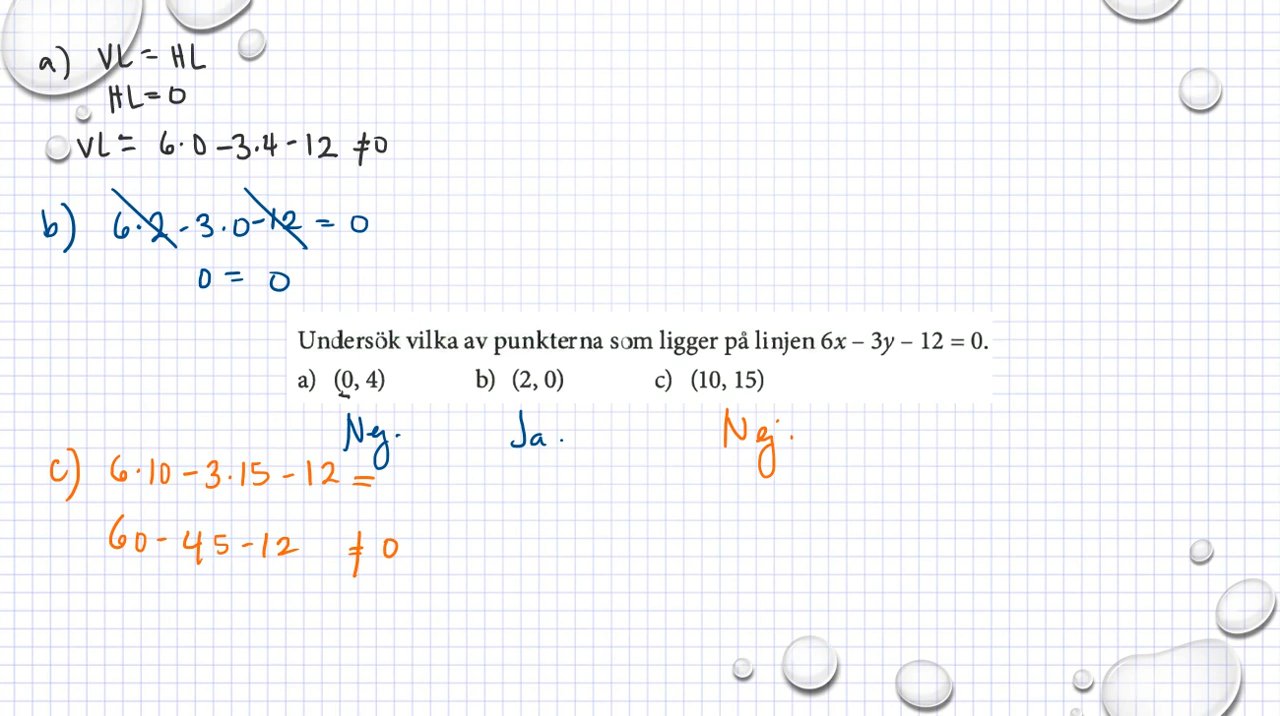 a) VL = HL
HL = 0
VL = 6·0 - 3·4 - 12 ≠ 0
b) 6·2 - 3·0 - 12 = 0
0 = 0
Undersök vilka av punkterna som ligger på linjen 6x – 3y – 12 = 0.
a) (0, 4) b) (2, 0) c) (10, 15)
Nej. Ja. Nej.
c) 6·10 - 3·15 - 12 =
60 - 45 - 12 ≠ 0